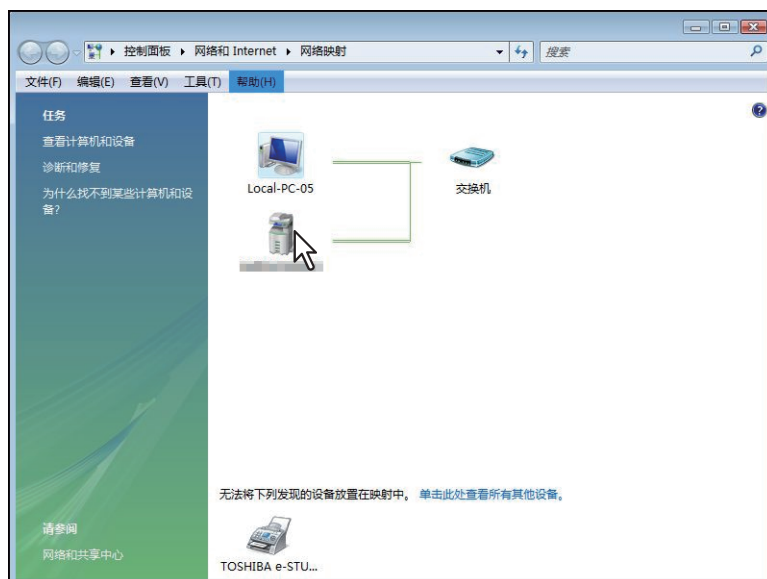 控制面板 ▸ 网络和 Internet ▸ 网络映射
搜索
文件(F) 编辑(E) 查看(V) 工具(T) 帮助(H)
任务
查看计算机和设备
诊断和修复
为什么找不到某些计算机和设
备?
Local-PC-05
交换机
无法将下列发现的设备放置在映射中。 单击此处查看所有其他设备。
TOSHIBA e-STU...
请参阅
网络和共享中心